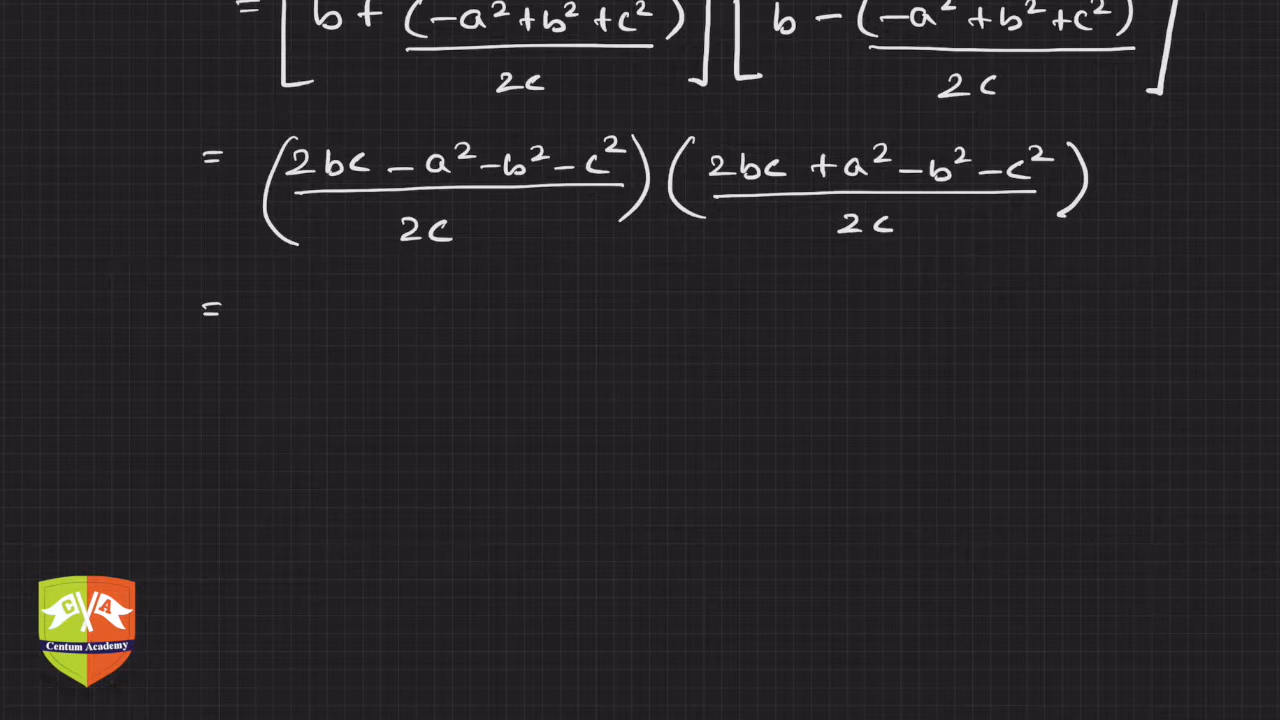 = [b + (-a²+b²+c²)/2c] [b - (-a²+b²+c²)/2c]
= (2bc - a² - b² - c²/2c) (2bc + a² - b² - c²/2c)
=
C A
Centum Academy